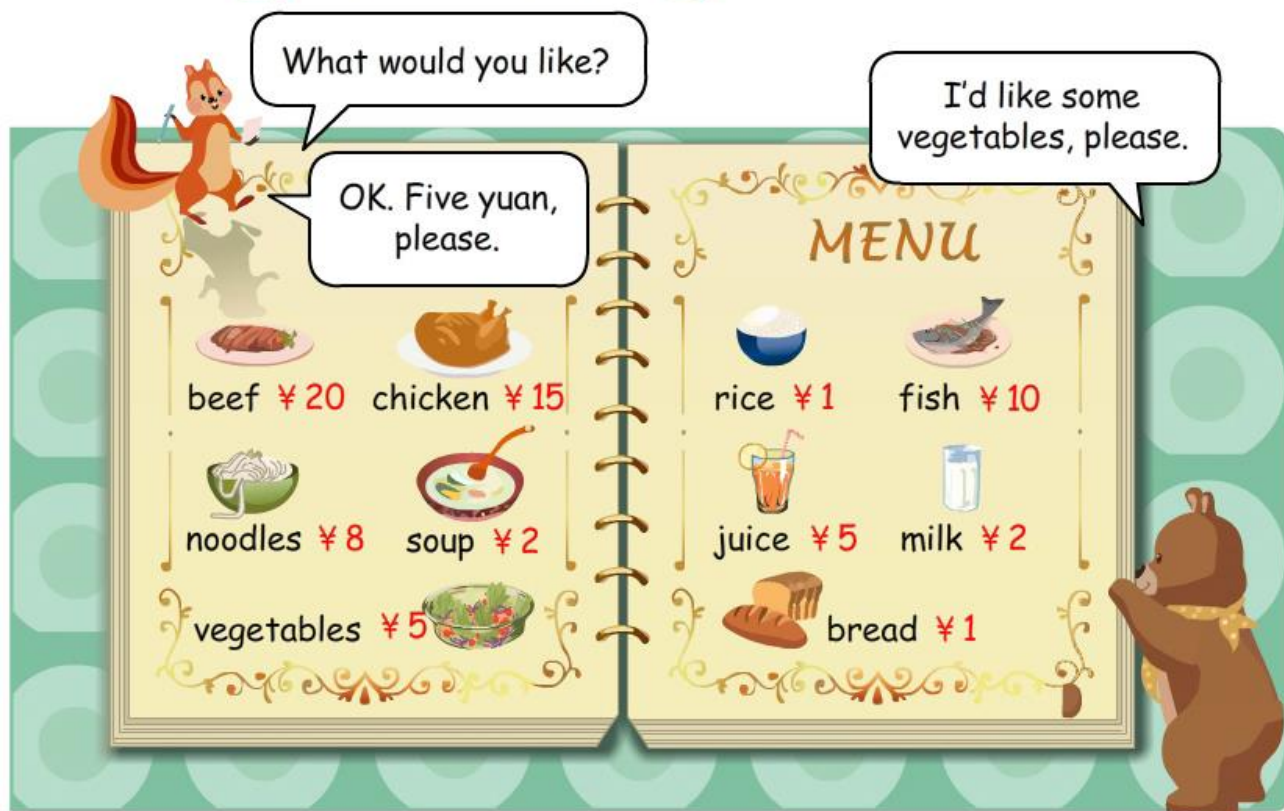 What would you like?
I'd like some
vegetables, please.
OK. Five yuan,
please.
MENU
beef ¥ 20 chicken ¥ 15
noodles ¥ 8 soup ¥ 2
vegetables ¥ 5
rice ¥ 1 fish ¥ 10
juice ¥ 5 milk ¥ 2
bread ¥ 1